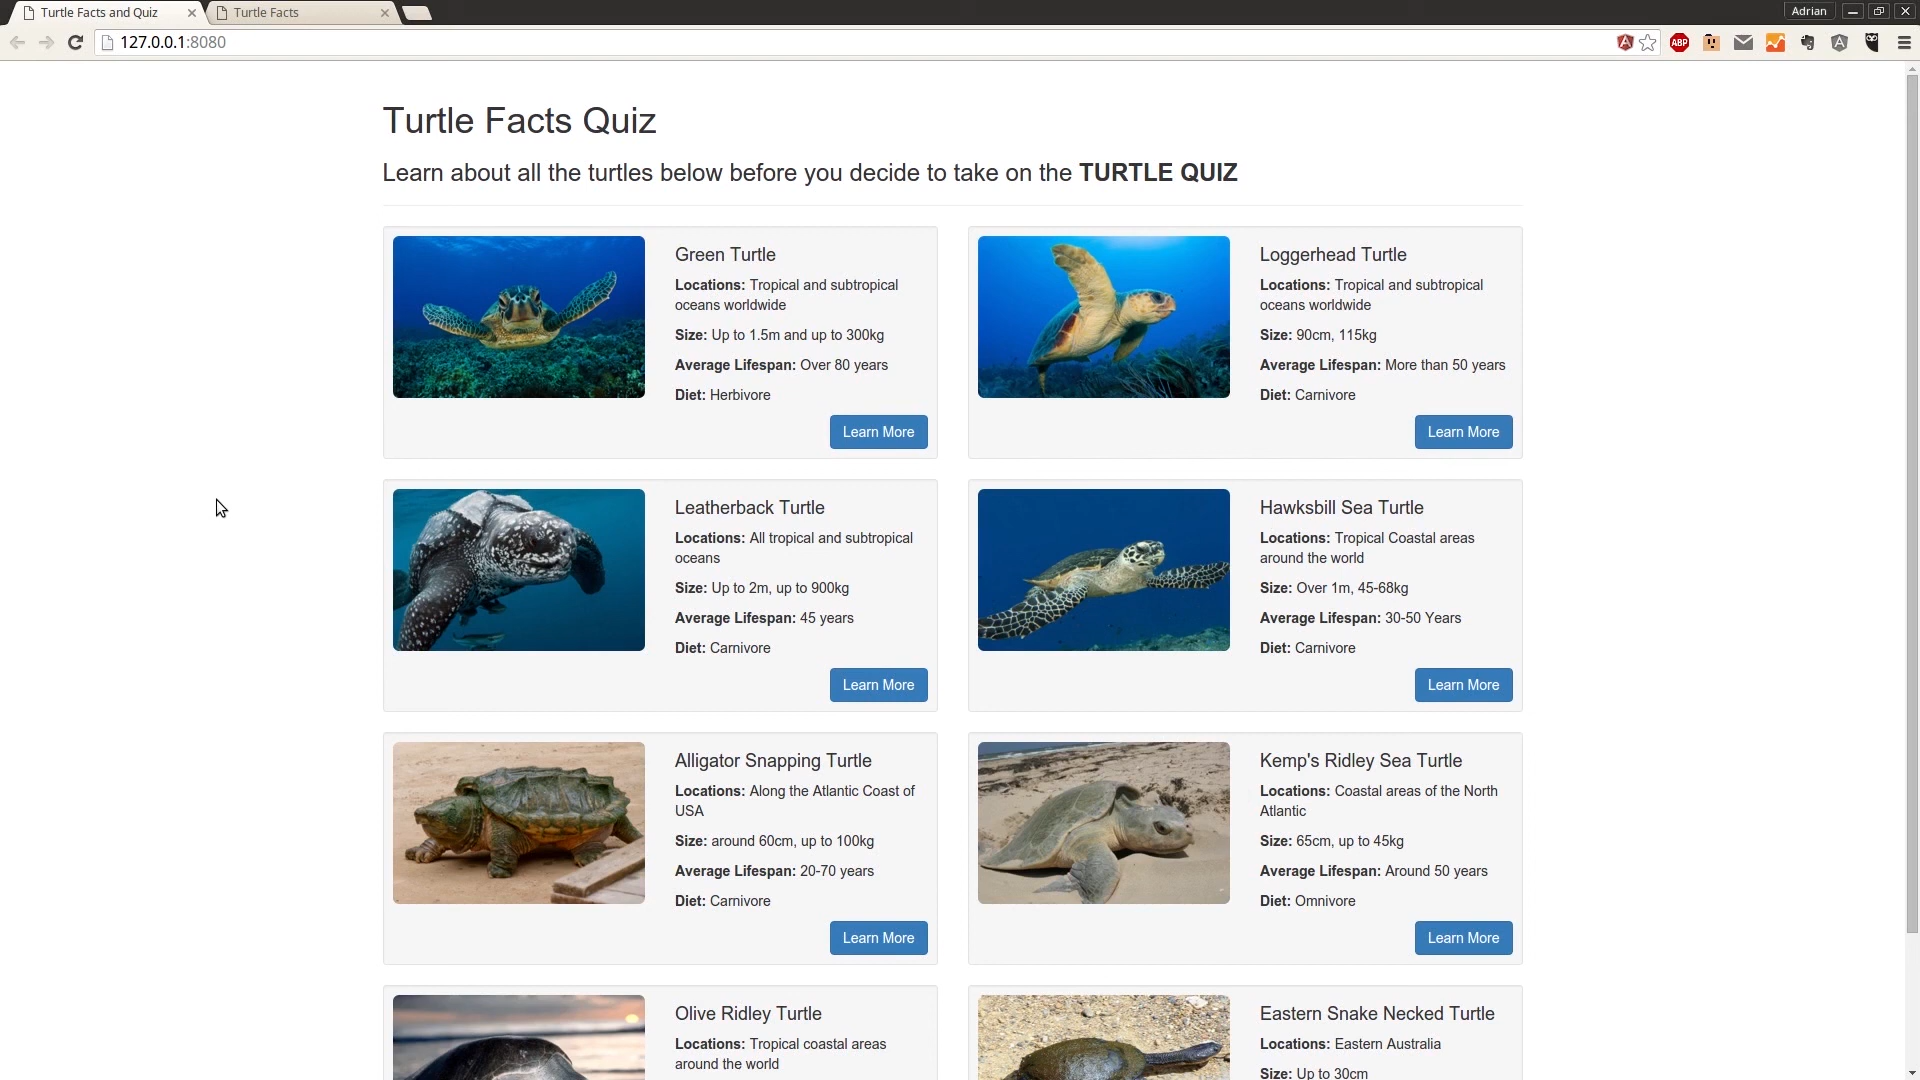 Turtle Facts and Quiz
Turtle Facts
Adrian
127.0.0.1:8080
ABP
Turtle Facts Quiz
Learn about all the turtles below before you decide to take on the TURTLE QUIZ
Green Turtle
Locations: Tropical and subtropical
oceans worldwide
Size: Up to 1.5m and up to 300kg
Average Lifespan: Over 80 years
Diet: Herbivore
Learn More
Loggerhead Turtle
Locations: Tropical and subtropical
oceans worldwide
Size: 90cm, 115kg
Average Lifespan: More than 50 years
Diet: Carnivore
Learn More
Leatherback Turtle
Locations: All tropical and subtropical
oceans
Size: Up to 2m, up to 900kg
Average Lifespan: 45 years
Diet: Carnivore
Learn More
Hawksbill Sea Turtle
Locations: Tropical Coastal areas
around the world
Size: Over 1m, 45-68kg
Average Lifespan: 30-50 Years
Diet: Carnivore
Learn More
Alligator Snapping Turtle
Locations: Along the Atlantic Coast of
USA
Size: around 60cm, up to 100kg
Average Lifespan: 20-70 years
Diet: Carnivore
Learn More
Kemp's Ridley Sea Turtle
Locations: Coastal areas of the North
Atlantic
Size: 65cm, up to 45kg
Average Lifespan: Around 50 years
Diet: Omnivore
Learn More
Olive Ridley Turtle
Locations: Tropical coastal areas
around the world
Eastern Snake Necked Turtle
Locations: Eastern Australia
Size: Up to 30cm